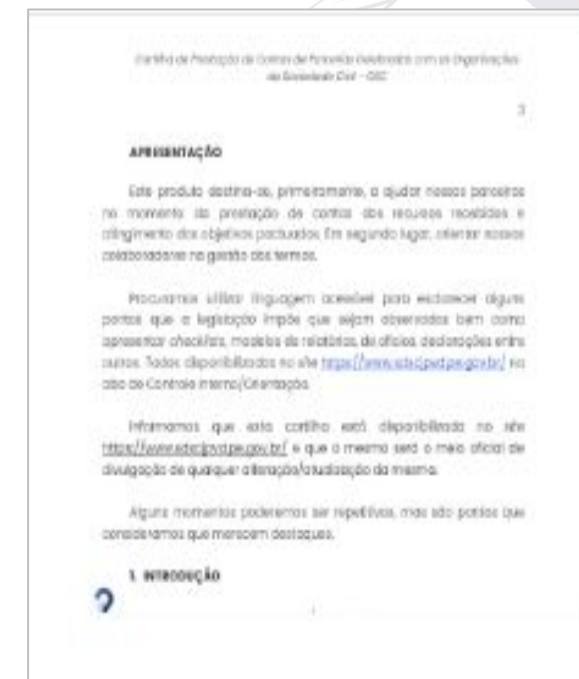 Cartilha de Prestação de Contas de Parcerias Celebradas com as Organizações
da Sociedade Civil - OSC
3
APRESENTAÇÃO
Este produto destina-se, primeiramente, a ajudar nossos parceiros
no momento da prestação de contas dos recursos recebidos e
atingimento dos objetivos pactuados. Em segundo lugar, orientar nossos
colaboradores na gestão dos termos.
Procuramos utilizar linguagem acessível para esclarecer alguns
pontos que a legislação impõe que sejam observados bem como
apresentar checklists, modelos de relatórios, de ofícios, declarações entre
outros. Todos disponibilizados no site na
aba de Controle Interno/Orientação.
Informamos que esta cartilha está disponibilizada no site
e que o mesmo será o meio oficial de
divulgação de qualquer alteração/atualização da mesma.
Alguns momentos poderemos ser repetitivos, mas são pontos que
consideramos que merecem destaques.
1. INTRODUÇÃO